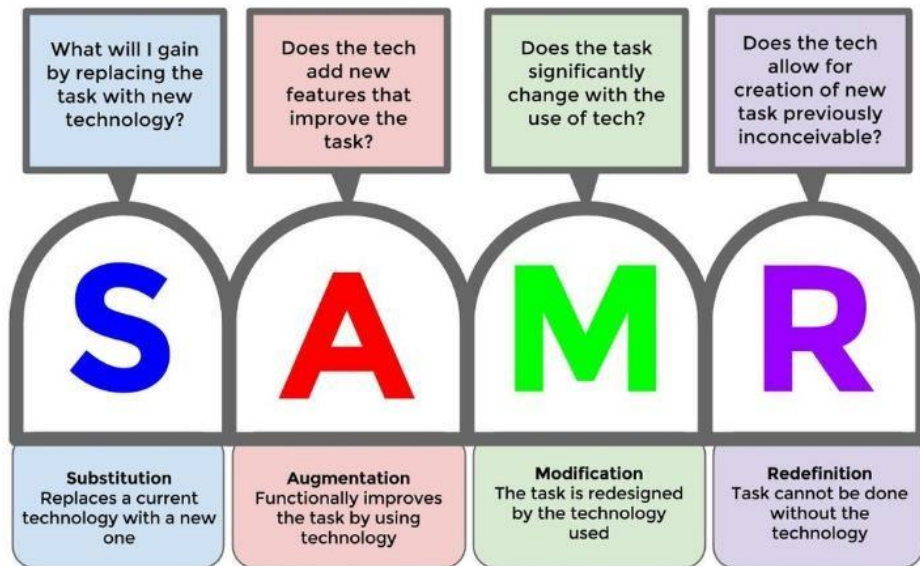 What will I gain
by replacing the
task with new
technology?
Does the tech
add new
features that
improve the
task?
Does the task
significantly
change with the
use of tech?
Does the tech
allow for
creation of new
task previously
inconceivable?
S
A
M
R
Substitution
Replaces a current
technology with a new
one
Augmentation
Functionally improves
the task by using
technology
Modification
The task is redesigned
by the technology
used
Redefinition
Task cannot be done
without the
technology